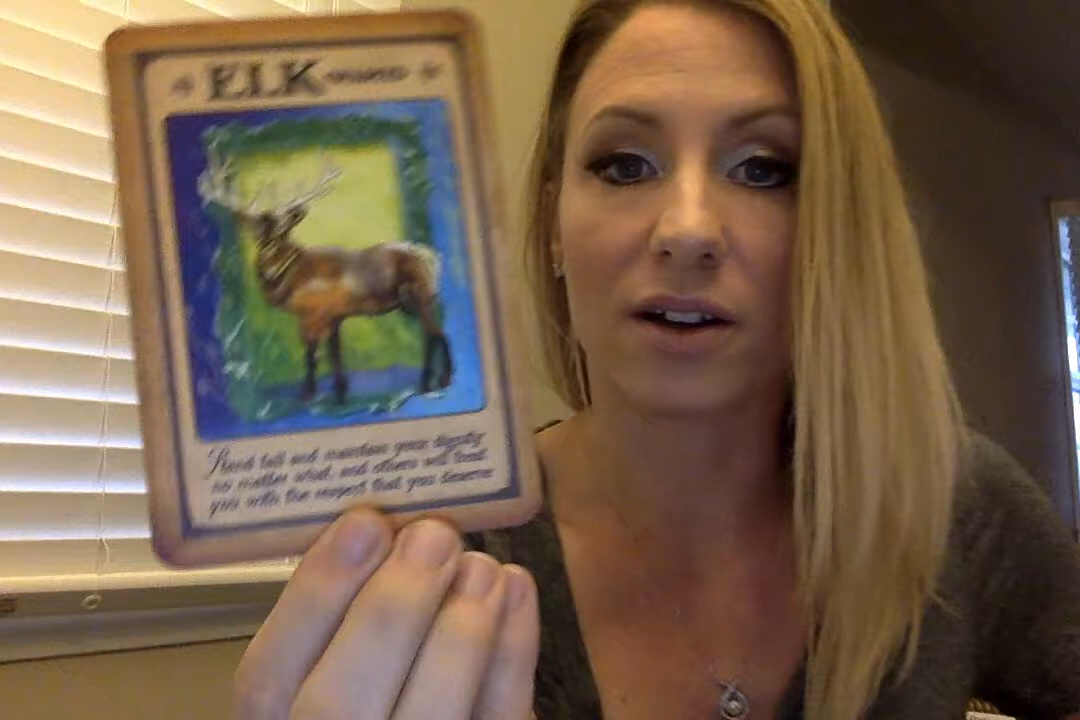 ELK
Stand tall and maintain your dignity
no matter what, and others will treat
you with the respect that you deserve